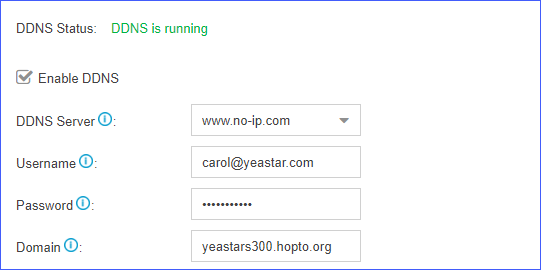 DDNS Status: DDNS is running
Enable DDNS
DDNS Server: www.no-ip.com
Username: carol@yeastar.com
Password: •••••••••••
Domain: yeastars300.hopto.org